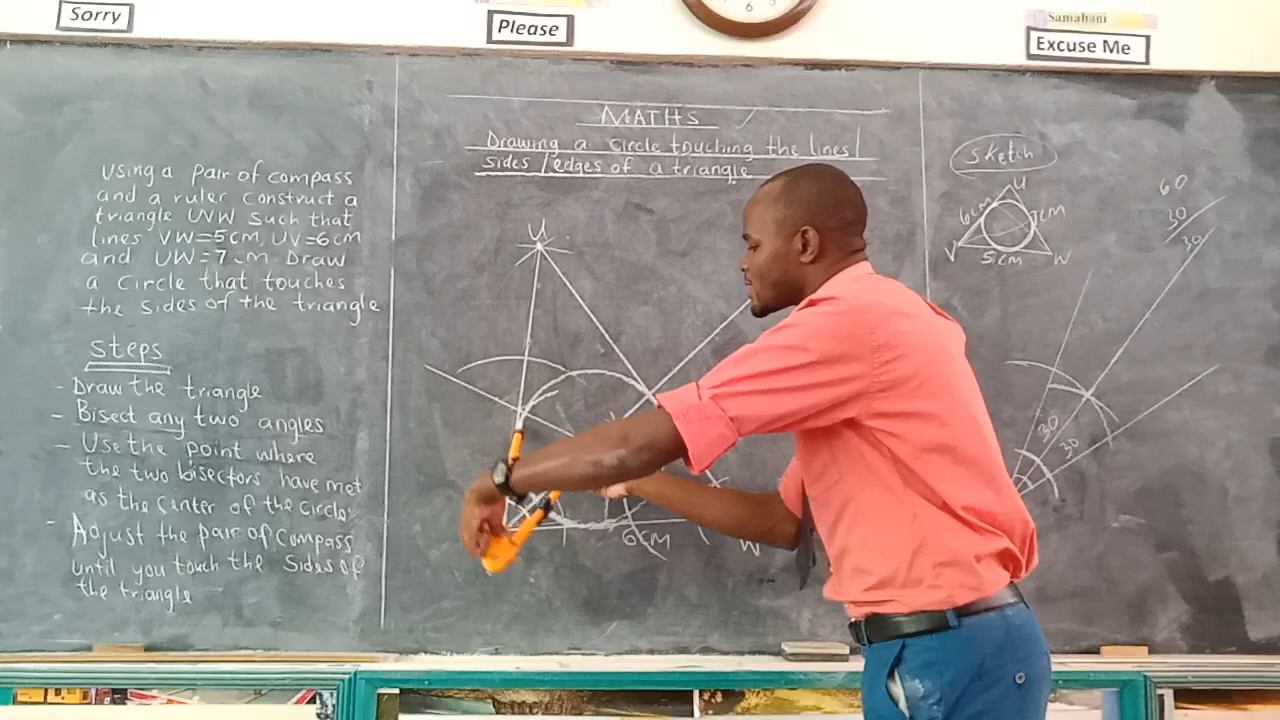 Sorry
Please
Samahani
Excuse Me
6
Using a pair of compass
and a ruler construct a
triangle UVW such that
lines VW=5cm, UV=6cm
and UW=7cm Draw
a circle that touches
the sides of the triangle
Steps
- Draw the triangle
- Bisect any two angles
- Use the point where
the two bisectors have met
as the center of the circle.
- Adjust the pair of compass
until you touch the sides of
the triangle
MATHS
Drawing a circle touching the lines/
sides/edges of a triangle
U
6cm
W
Sketch
U
6cm
7cm
V
5cm
W
60
30
30
30
30